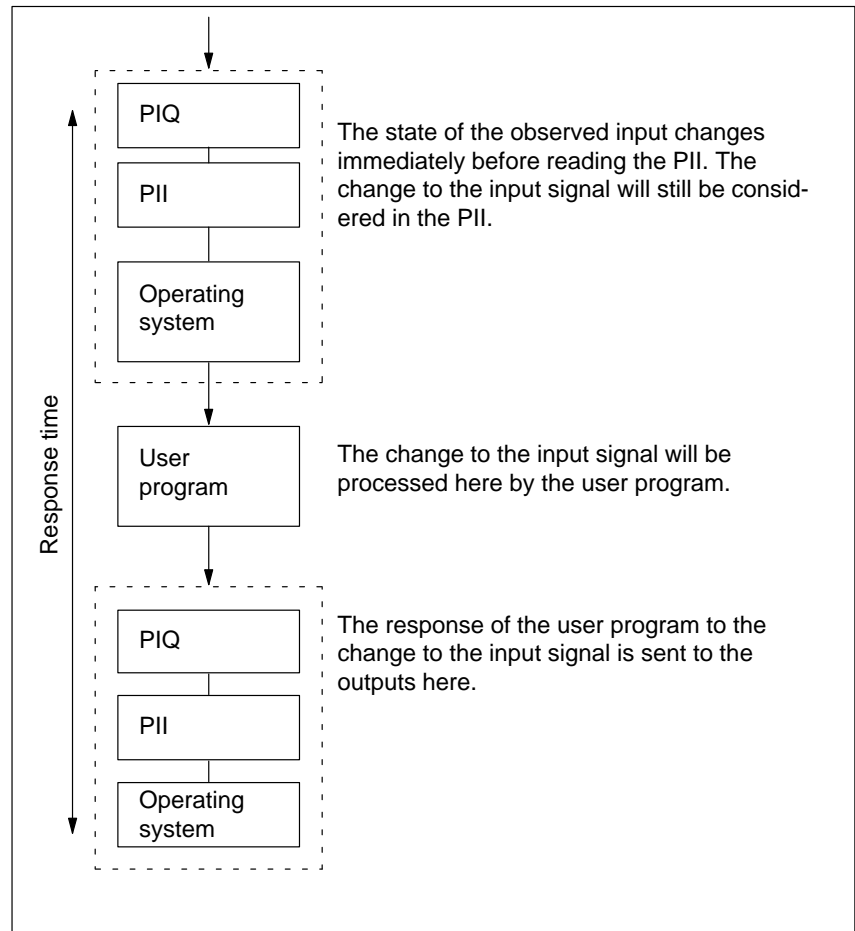 PIQ
The state of the observed input changes
immediately before reading the PII. The
change to the input signal will still be consid-
ered in the PII.
PII
Operating
system
Response time
User
program
The change to the input signal will be
processed here by the user program.
PIQ
The response of the user program to the
change to the input signal is sent to the
outputs here.
PII
Operating
system